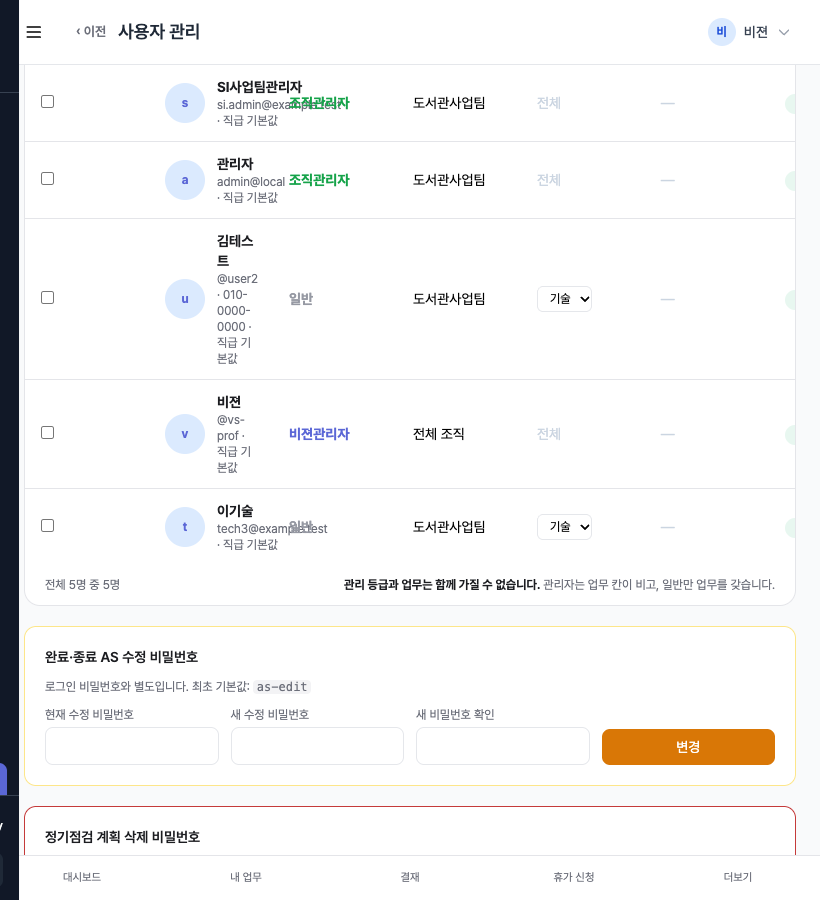 ‹ 이전 사용자 관리 비 비젼
s SI사업팀관리자 조직관리자 도서관사업팀 전체 —
si.admin@example.test
· 직급 기본값
a 관리자 조직관리자 도서관사업팀 전체 —
admin@local
· 직급 기본값
u 김테스 일반 도서관사업팀 기술 —
트
@user2
· 010-
0000-
0000 ·
직급 기
본값
v 비젼 비젼관리자 전체 조직 전체 —
@vs-
prof ·
직급 기
본값
t 이기술 일반 도서관사업팀 기술 —
tech3@example.test
· 직급 기본값
전체 5명 중 5명 관리 등급과 업무는 함께 가질 수 없습니다. 관리자는 업무 칸이 비고, 일반만 업무를 갖습니다.
완료·종료 AS 수정 비밀번호
로그인 비밀번호와 별도입니다. 최초 기본값: as-edit
현재 수정 비밀번호 새 수정 비밀번호 새 비밀번호 확인
변경
정기점검 계획 삭제 비밀번호
대시보드 내 업무 결재 휴가 신청 더보기